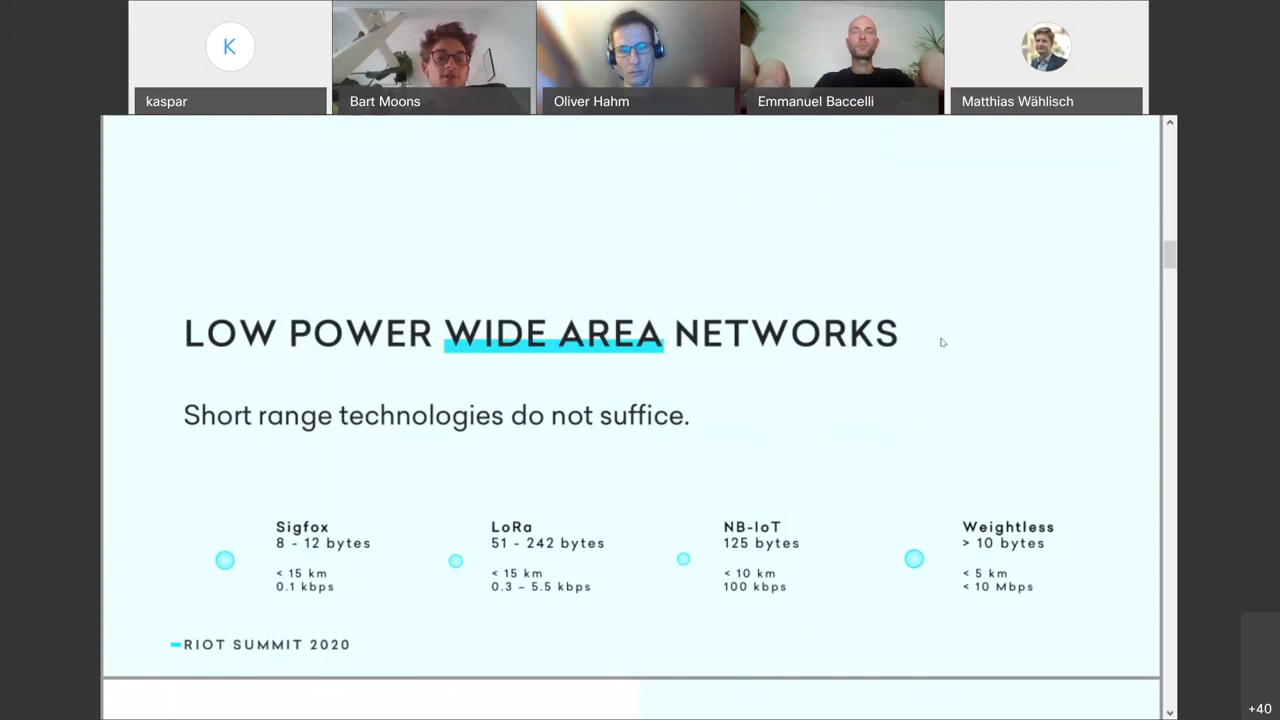 K
kaspar
Bart Moons
Oliver Hahm
Emmanuel Baccelli
Matthias Wählisch
LOW POWER WIDE AREA NETWORKS
Short range technologies do not suffice.
Sigfox
8 - 12 bytes
< 15 km
0.1 kbps
LoRa
51 - 242 bytes
< 15 km
0.3 – 5.5 kbps
NB-IoT
125 bytes
< 10 km
100 kbps
Weightless
> 10 bytes
< 5 km
< 10 Mbps
RIOT SUMMIT 2020
+40